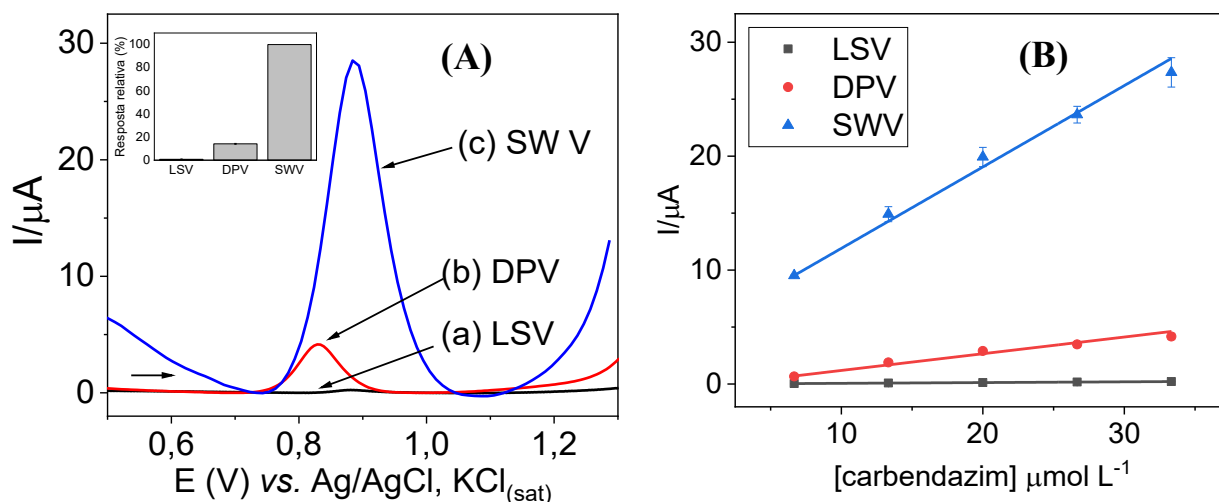 30
20
10
0
I/μA
0,6 0,8 1,0 1,2
E (V) vs. Ag/AgCl, KCl(sat)
(A)
(c) SW V
(b) DPV
(a) LSV
Resposta relativa (%)
100
80
60
40
20
0
LSV DPV SWV
30
20
10
0
I/μA
10 20 30
[carbendazim] μmol L-1
LSV
DPV
SWV
(B)